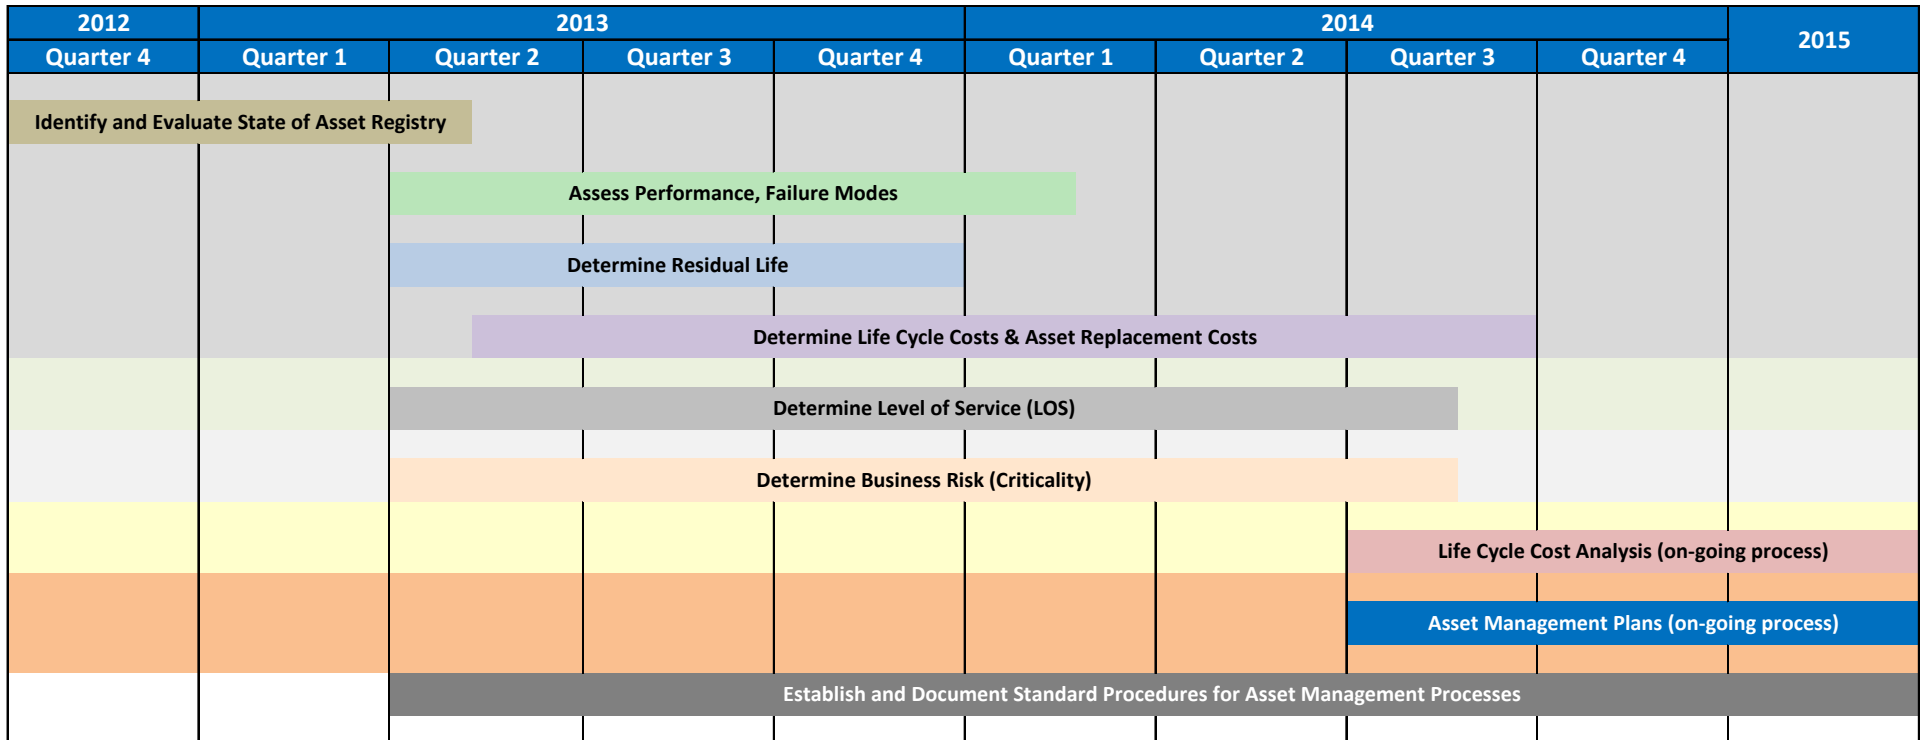 2012 2013 2014 2015
Quarter 4 Quarter 1 Quarter 2 Quarter 3 Quarter 4 Quarter 1 Quarter 2 Quarter 3 Quarter 4
Identify and Evaluate State of Asset Registry
Assess Performance, Failure Modes
Determine Residual Life
Determine Life Cycle Costs & Asset Replacement Costs
Determine Level of Service (LOS)
Determine Business Risk (Criticality)
Life Cycle Cost Analysis (on-going process)
Asset Management Plans (on-going process)
Establish and Document Standard Procedures for Asset Management Processes